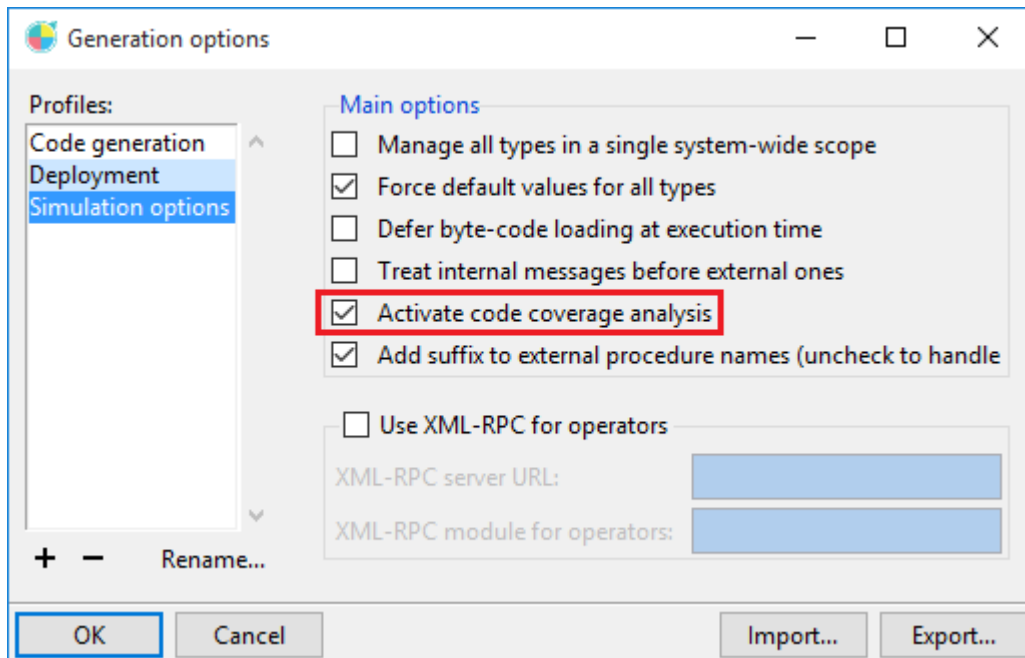 Generation options
Profiles:
Code generation
Deployment
Simulation options
+ − Rename...
Main options
Manage all types in a single system-wide scope
Force default values for all types
Defer byte-code loading at execution time
Treat internal messages before external ones
Activate code coverage analysis
Add suffix to external procedure names (uncheck to handle
Use XML-RPC for operators
XML-RPC server URL:
XML-RPC module for operators:
OK Cancel Import... Export...